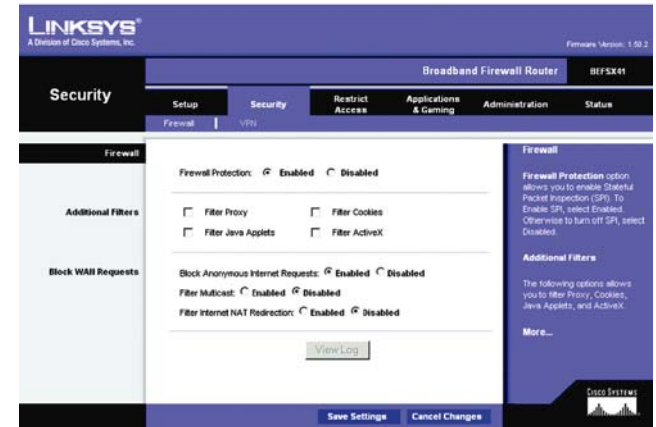 LINKSYS®
A Division of Cisco Systems, Inc.
Firmware Version: 1.50.2
Broadband Firewall Router BEFSX41
Security
Setup Security Restrict Access Applications & Gaming Administration Status
Firewall VPN
Firewall
Firewall Protection: Enabled Disabled
Additional Filters
Filter Proxy Filter Cookies
Filter Java Applets Filter ActiveX
Block WAN Requests
Block Anonymous Internet Requests: Enabled Disabled
Filter Multicast: Enabled Disabled
Filter Internet NAT Redirection: Enabled Disabled
View Log
Firewall
Firewall Protection option
allows you to enable Stateful
Packet Inspection (SPI). To
Enable SPI, select Enabled.
Otherwise to turn off SPI, select
Disabled.
Additional Filters
The following options allows
you to filter Proxy, Cookies,
Java Applets, and ActiveX.
More...
Save Settings Cancel Changes
CISCO SYSTEMS